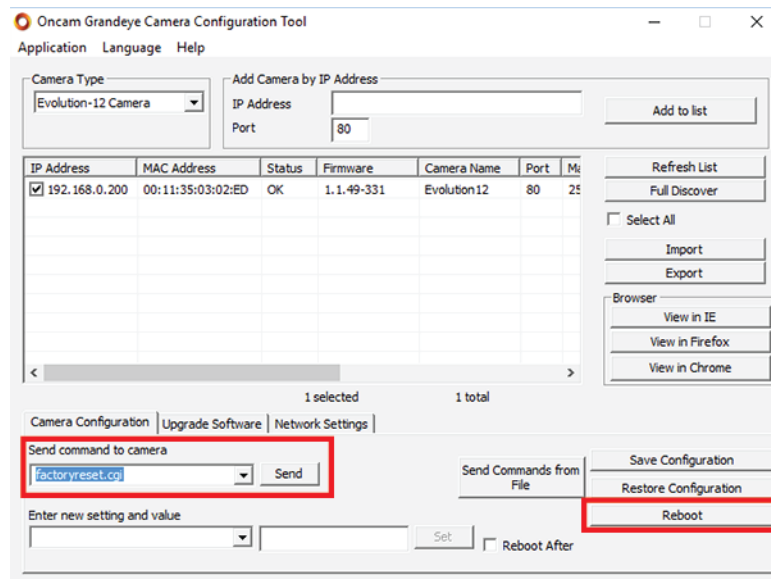 Oncam Grandeye Camera Configuration Tool
Application Language Help
Camera Type
Evolution-12 Camera
Add Camera by IP Address
IP Address
Port 80
Add to list
IP Address MAC Address Status Firmware Camera Name Port Ma
192.168.0.200 00:11:35:03:02:ED OK 1.1.49-331 Evolution12 80 25
Refresh List
Full Discover
Select All
Import
Export
Browser
View in IE
View in Firefox
View in Chrome
1 selected 1 total
Camera Configuration Upgrade Software Network Settings
Send command to camera
factoryreset.cgi Send
Send Commands from
File
Save Configuration
Restore Configuration
Reboot
Enter new setting and value
Set Reboot After